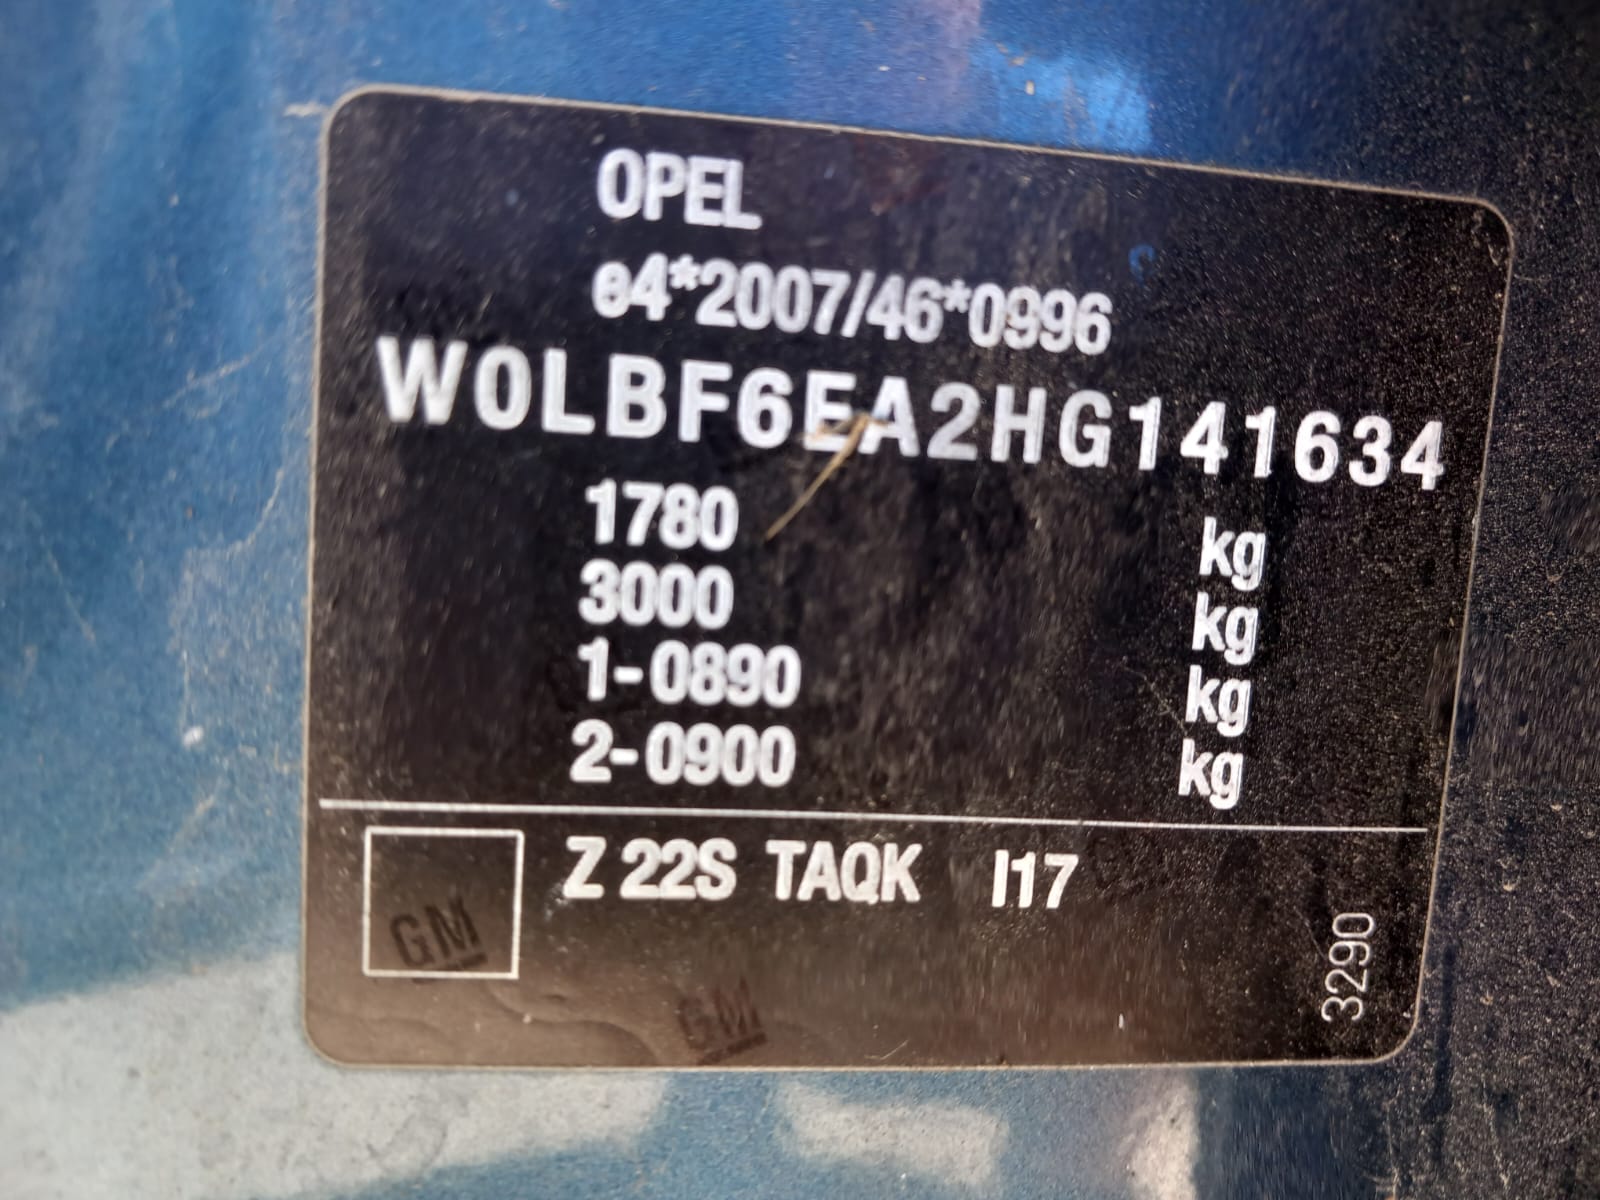 OPEL
e4*2007/46*0996
W0LBF6EA2HG141634
1780 kg
3000 kg
1-0890 kg
2-0900 kg
Z 22S TAQK I17
3290
GM
GM